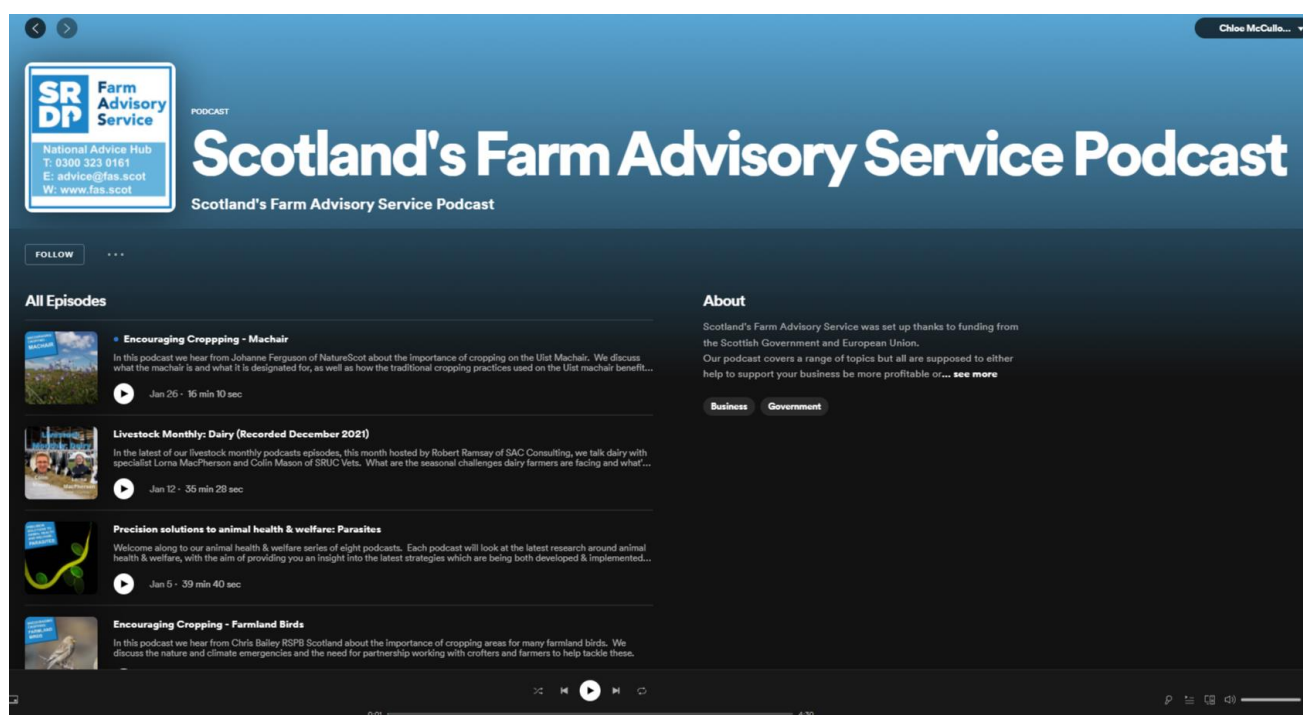 Chloe McCullo...
SR
DP
Farm
Advisory
Service
National Advice Hub
T: 0300 323 0161
E: advice@fas.scot
W: www.fas.scot
PODCAST
Scotland's Farm Advisory Service Podcast
Scotland's Farm Advisory Service Podcast
FOLLOW
All Episodes
MACHAIR
Encouraging Croppping - Machair
In this podcast we hear from Johanne Ferguson of NatureScot about the importance of cropping on the Uist Machair. We discuss
what the machair is and what it is designated for, as well as how the traditional cropping practices used on the Uist machair benefit...
Jan 26 · 16 min 10 sec
Livestock
Monthly: Dairy
Livestock Monthly: Dairy (Recorded December 2021)
In the latest of our livestock monthly podcasts episodes, this month hosted by Robert Ramsay of SAC Consulting, we talk dairy with
specialist Lorna MacPherson and Colin Mason of SRUC Vets. What are the seasonal challenges dairy farmers are facing and what'...
Jan 12 · 35 min 28 sec
PARASITES
Precision solutions to animal health & welfare: Parasites
Welcome along to our animal health & welfare series of eight podcasts. Each podcast will look at the latest research around animal
health & welfare, with the aim of providing you an insight into the latest strategies which are being both developed & implemented...
Jan 5 · 39 min 40 sec
Encouraging Cropping - Farmland Birds
In this podcast we hear from Chris Bailey RSPB Scotland about the importance of cropping areas for many farmland birds. We
discuss the nature and climate emergencies and the need for partnership working with crofters and farmers to help tackle these.
About
Scotland's Farm Advisory Service was set up thanks to funding from
the Scottish Government and European Union.
Our podcast covers a range of topics but all are supposed to either
help to support your business be more profitable or... see more
Business
Government
0:01
4:30